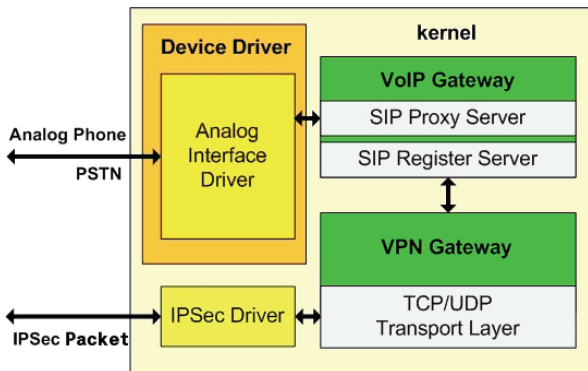 kernel
Device Driver
Analog
Interface
Driver
VoIP Gateway
SIP Proxy Server
SIP Register Server
Analog Phone
PSTN
VPN Gateway
TCP/UDP
Transport Layer
IPSec Driver
IPSec Packet